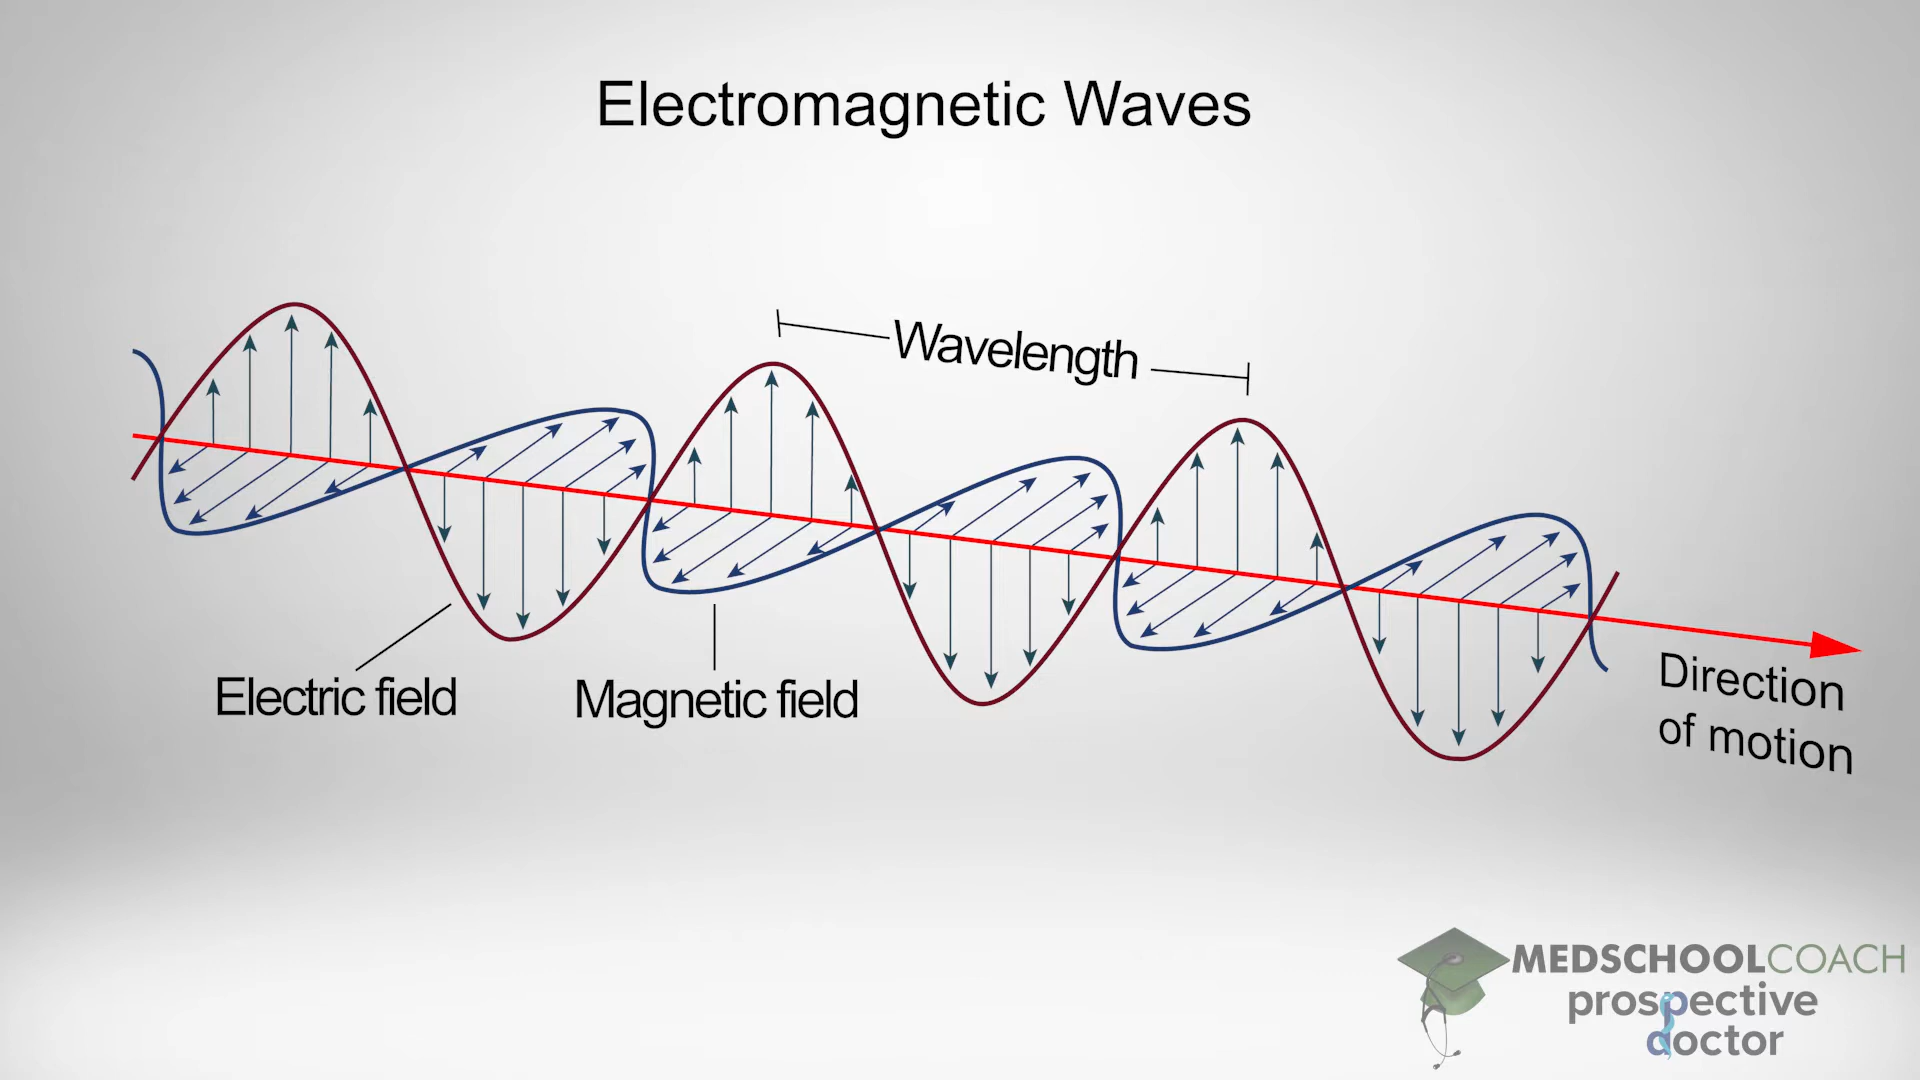 Electromagnetic Waves
Wavelength
Electric field
Magnetic field
Direction
of motion
MEDSCHOOLCOACH
prospective
doctor